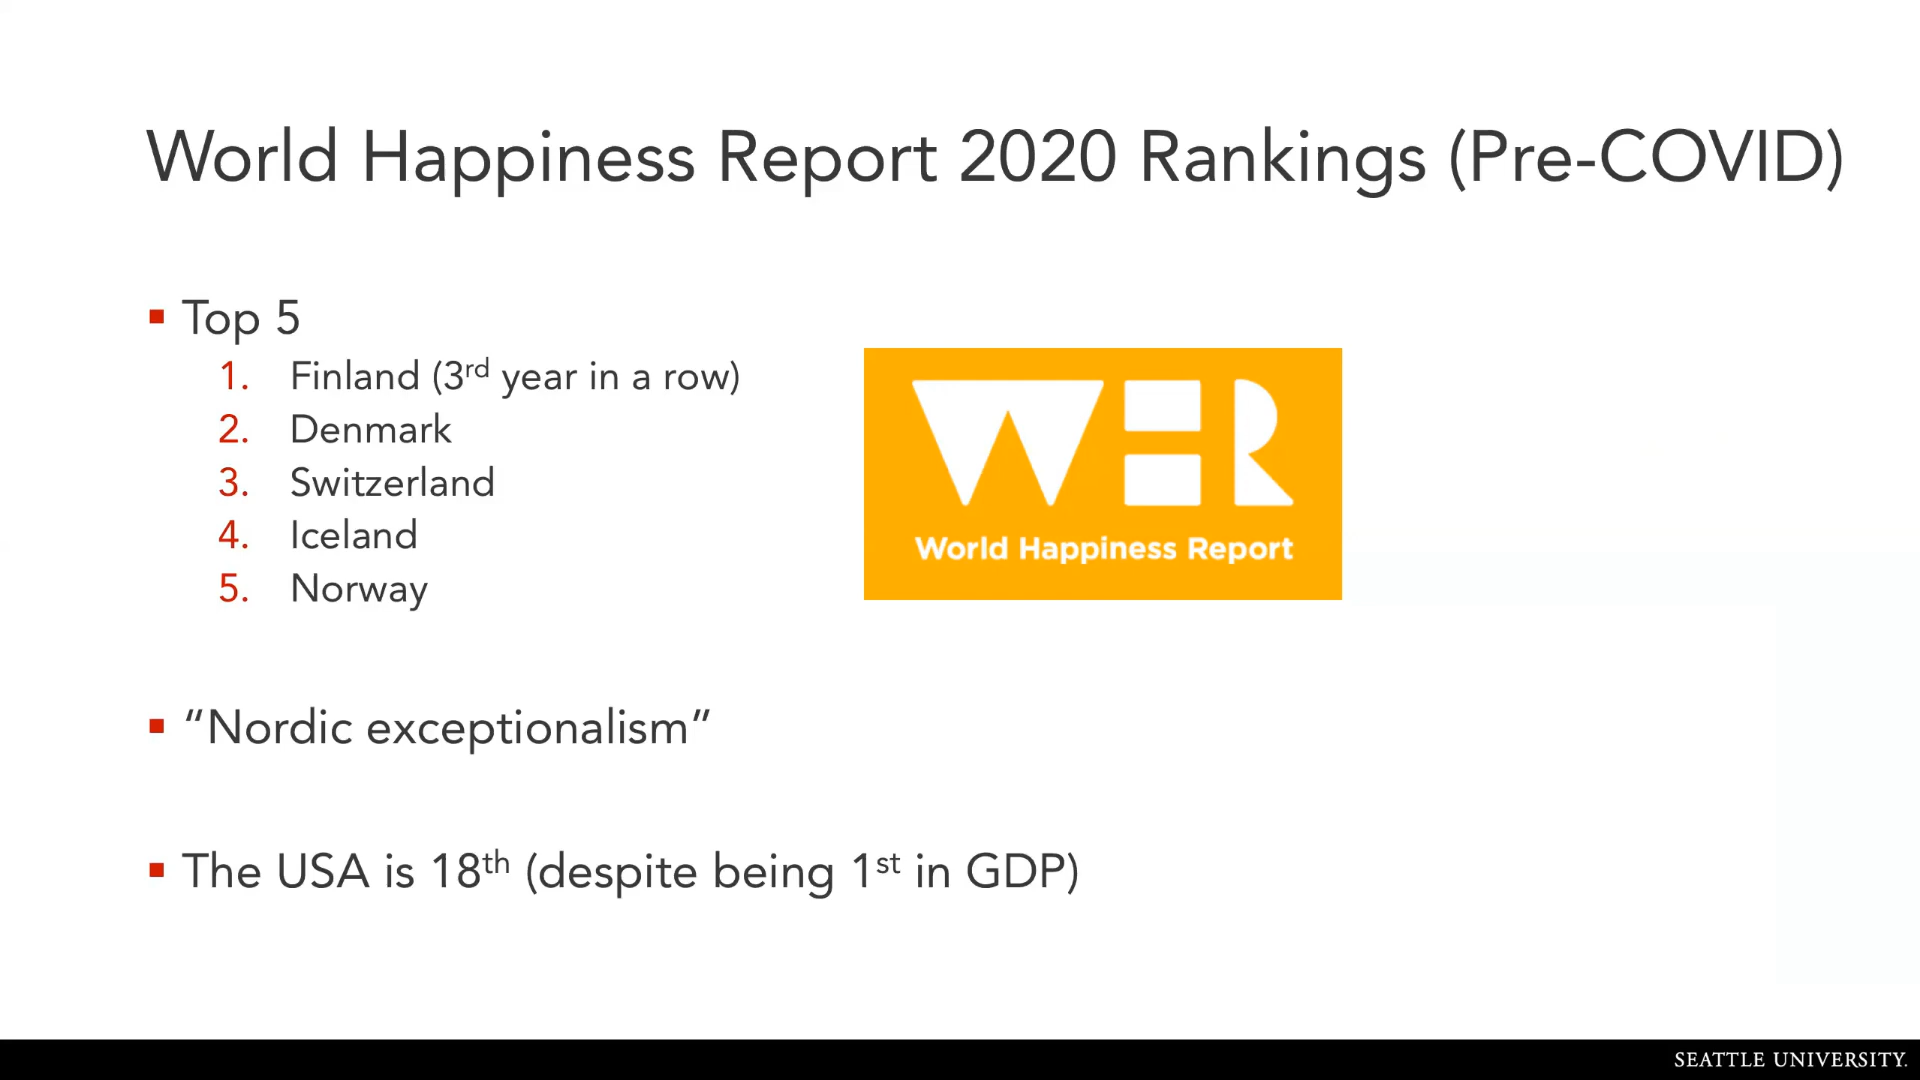 World Happiness Report 2020 Rankings (Pre-COVID)
▪ Top 5
1. Finland (3rd year in a row)
2. Denmark
3. Switzerland
4. Iceland
5. Norway
WHR
World Happiness Report
▪ “Nordic exceptionalism”
▪ The USA is 18th (despite being 1st in GDP)
SEATTLE UNIVERSITY.